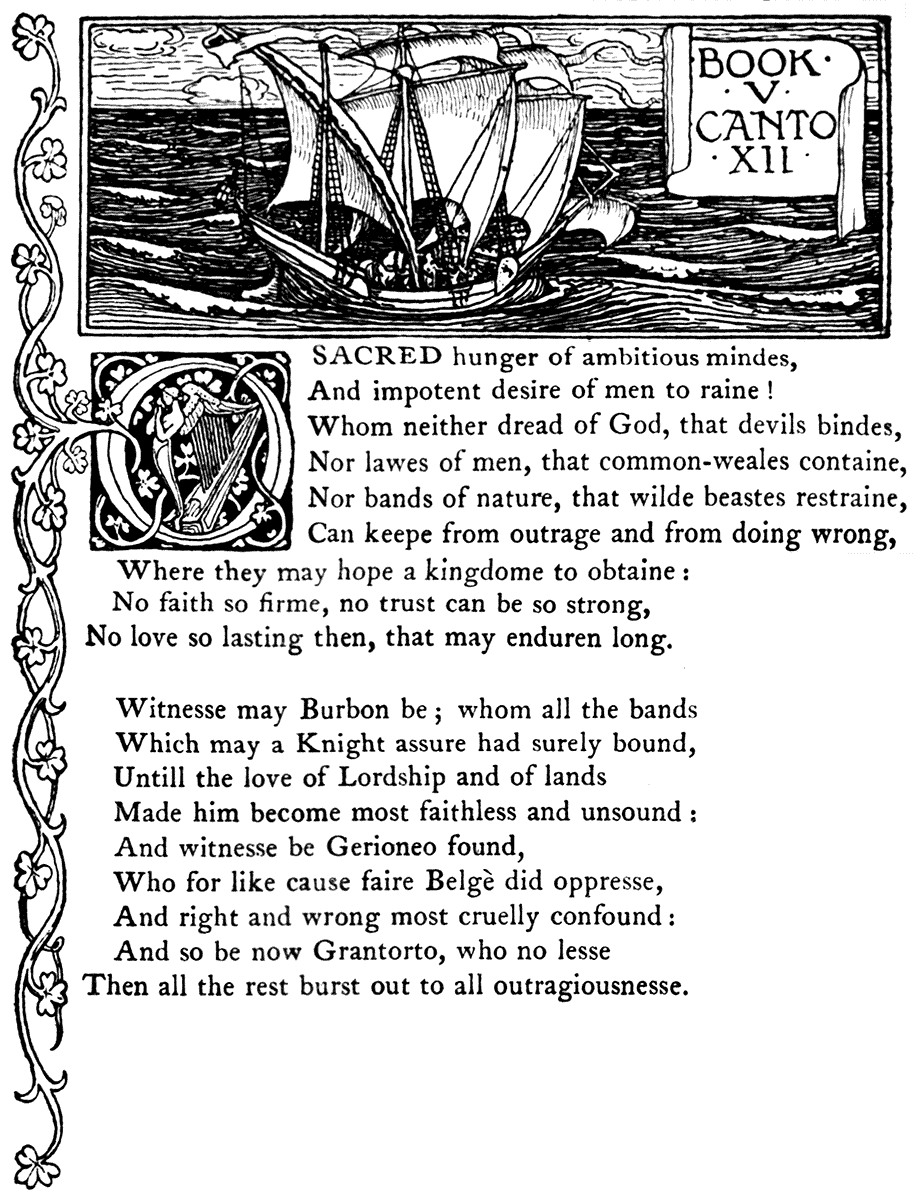 BOOK·
·V·
CANTO
·XII·
O SACRED hunger of ambitious mindes,
And impotent desire of men to raine !
Whom neither dread of God, that devils bindes,
Nor lawes of men, that common-weales containe,
Nor bands of nature, that wilde beastes restraine,
Can keepe from outrage and from doing wrong,
Where they may hope a kingdome to obtaine :
No faith so firme, no trust can be so strong,
No love so lasting then, that may enduren long.
Witnesse may Burbon be ; whom all the bands
Which may a Knight assure had surely bound,
Untill the love of Lordship and of lands
Made him become most faithless and unsound :
And witnesse be Gerioneo found,
Who for like cause faire Belgè did oppresse,
And right and wrong most cruelly confound :
And so be now Grantorto, who no lesse
Then all the rest burst out to all outragiousnesse.